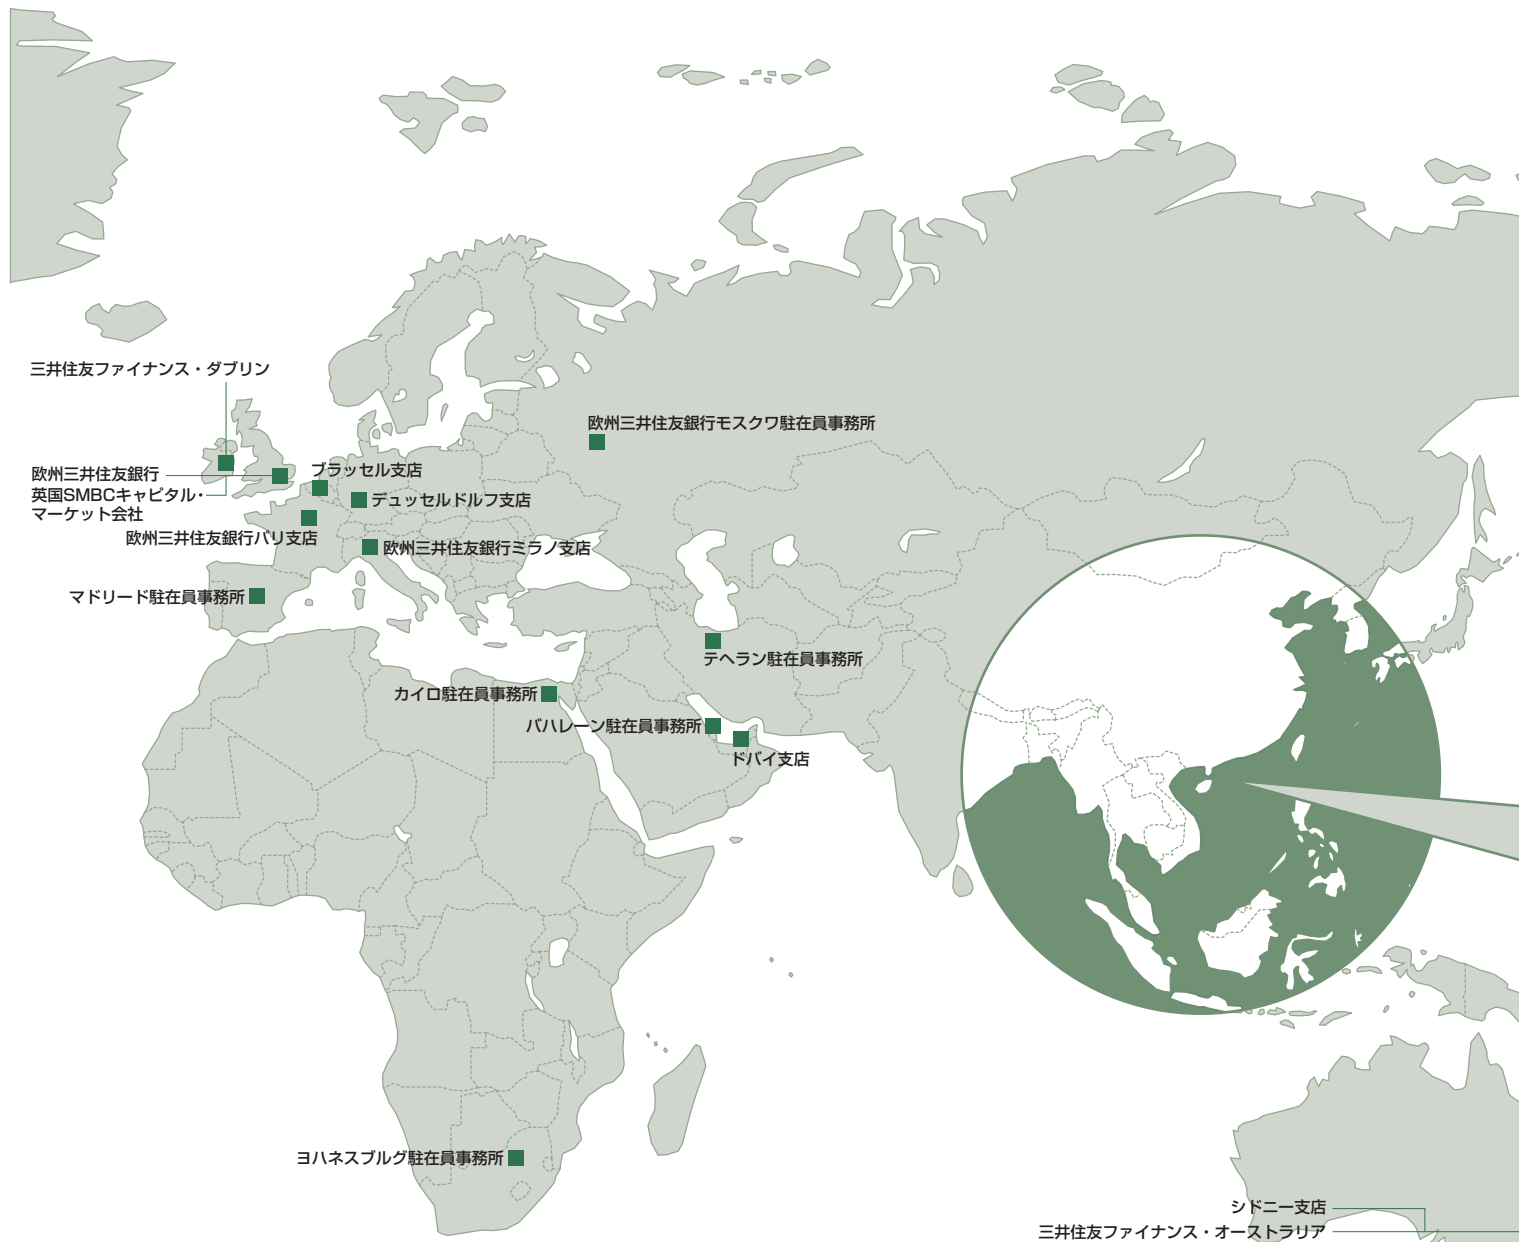 三井住友ファイナンス・ダブリン
欧州三井住友銀行モスクワ駐在員事務所
欧州三井住友銀行
英国SMBCキャピタル・
マーケット会社
ブラッセル支店
デュッセルドルフ支店
欧州三井住友銀行パリ支店
欧州三井住友銀行ミラノ支店
マドリード駐在員事務所
テヘラン駐在員事務所
カイロ駐在員事務所
バハレーン駐在員事務所
ドバイ支店
ヨハネスブルグ駐在員事務所
シドニー支店
三井住友ファイナンス・オーストラリア